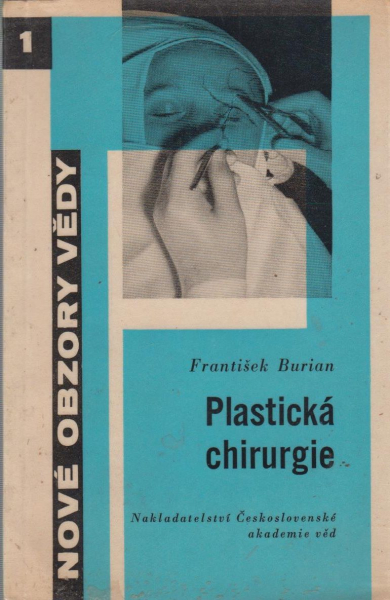 1
NOVÉ OBZORY VĚDY
František Burian
Plastická
chirurgie
Nakladatelství Československé
akademie věd